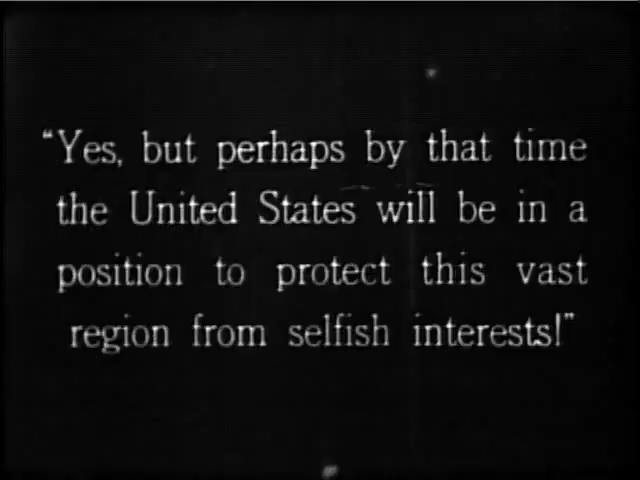 “Yes, but perhaps by that time
the United States will be in a
position to protect this vast
region from selfish interests!”